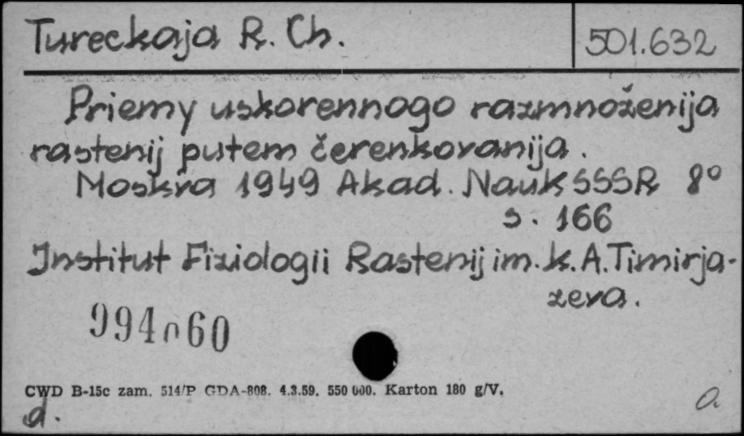 Tureckaja R. Ch.
501.632
Priemy uskorennogo razmnoženija
rastenij putem čerenkovanija.
Moskva 1949 Akad. Nauk SSSR 8°
s. 166
Institut Fiziologii Rastenij im. K. A. Timirja-
zeva.
994060
CWD B-15c zam. 514/P GDA-808. 4.3.59. 550 000. Karton 180 g/V.
d.
a.